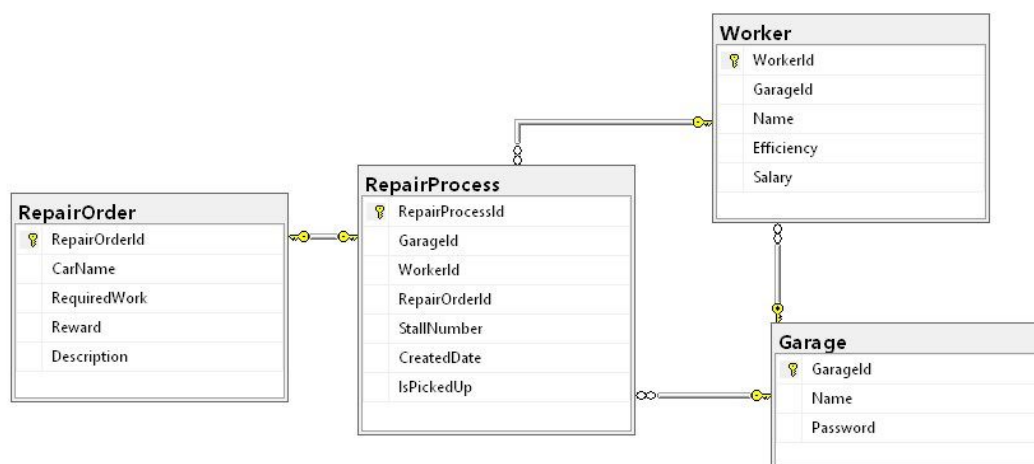 RepairOrder
RepairOrderId
CarName
RequiredWork
Reward
Description
RepairProcess
RepairProcessId
GarageId
WorkerId
RepairOrderId
StallNumber
CreatedDate
IsPickedUp
Worker
WorkerId
GarageId
Name
Efficiency
Salary
Garage
GarageId
Name
Password